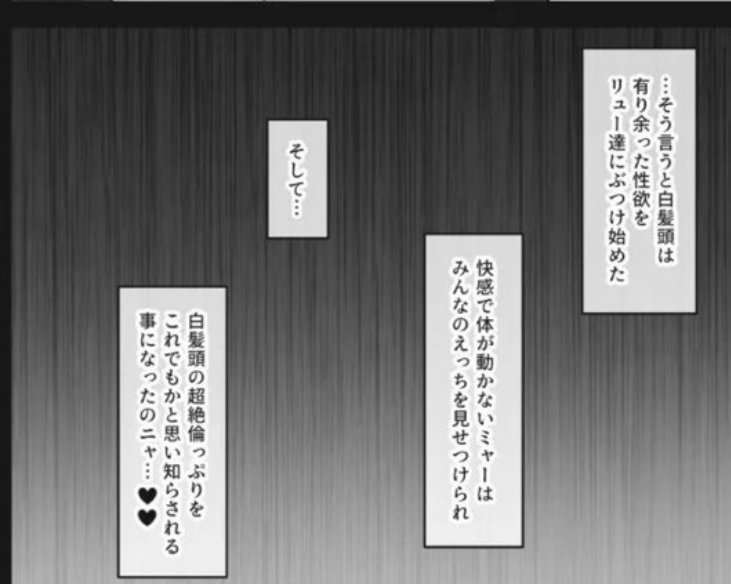 …そう言うと白髪頭は
有り余った性欲を
リュー達にぶつけ始めた
快感で体が動かないミャーは
みんなのえっちを見せつけられ
そして…
白髪頭の超絶倫っぷりを
これでもかと思い知らされる
事になったのニャ…♥♥